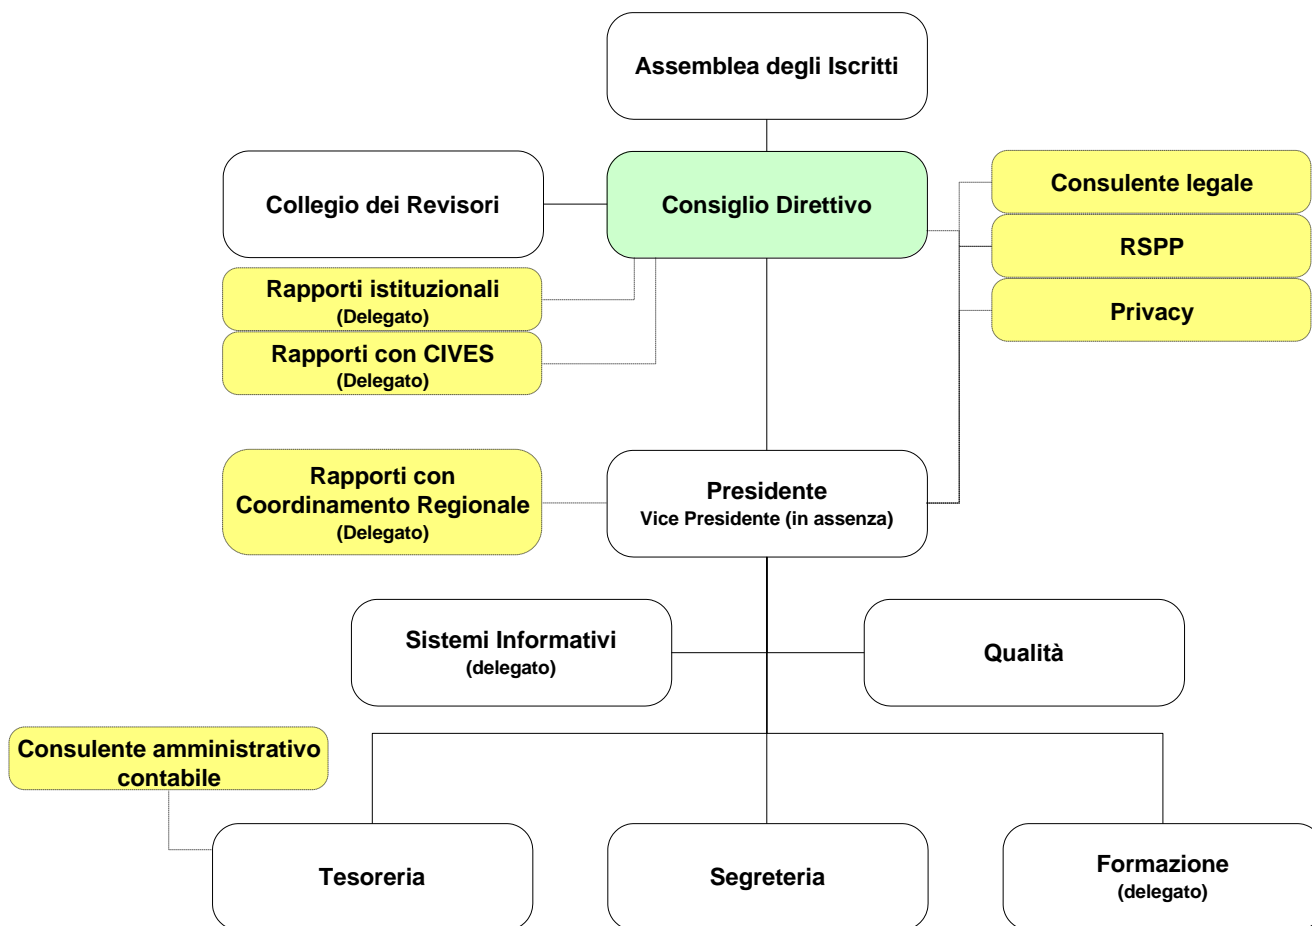 Assemblea degli Iscritti
Collegio dei Revisori
Consiglio Direttivo
Consulente legale
RSPP
Privacy
Rapporti istituzionali
(Delegato)
Rapporti con CIVES
(Delegato)
Rapporti con
Coordinamento Regionale
(Delegato)
Presidente
Vice Presidente (in assenza)
Sistemi Informativi
(delegato)
Qualità
Consulente amministrativo
contabile
Tesoreria
Segreteria
Formazione
(delegato)